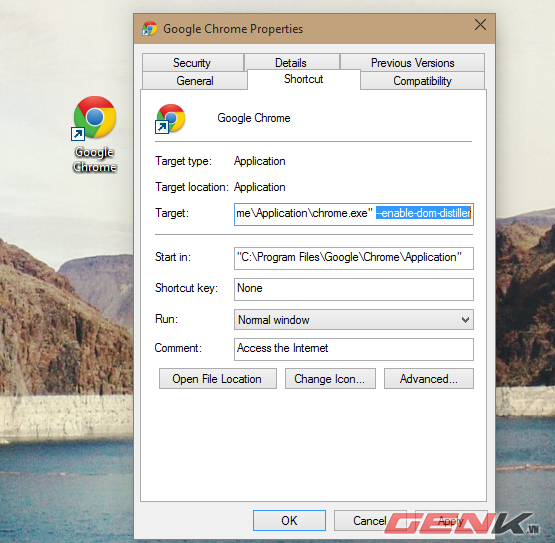 Google Chrome Properties
Security Details Previous Versions
General Shortcut Compatibility
Google Chrome
Google
Chrome
Target type: Application
Target location: Application
Target: me\Application\chrome.exe" --enable-dom-distiller
Start in: "C:\Program Files\Google\Chrome\Application"
Shortcut key: None
Run: Normal window
Comment: Access the Internet
Open File Location Change Icon... Advanced...
OK Cancel Apply
GENK.VN